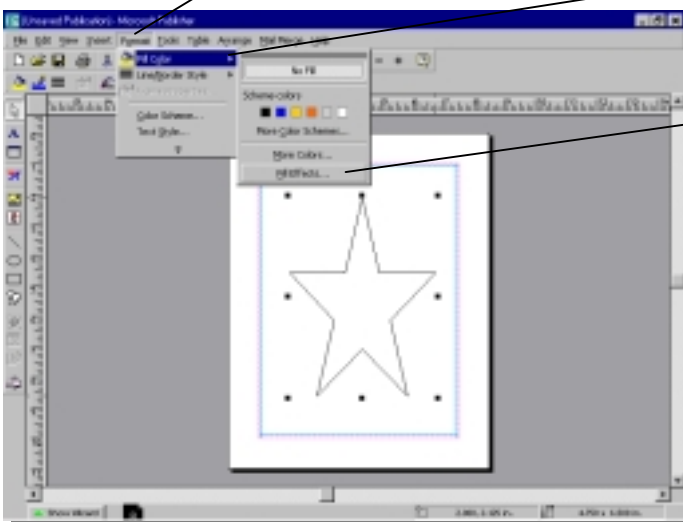 (Unsaved Publication) - Microsoft Publisher
File Edit View Insert Format Tools Table Arrange Mail Merge Help
Fill Color
Line/Border Style
No Fill
Scheme colors
Color Scheme...
Text Style...
More Color Schemes...
More Colors...
Fill Effects...
Show Wizard